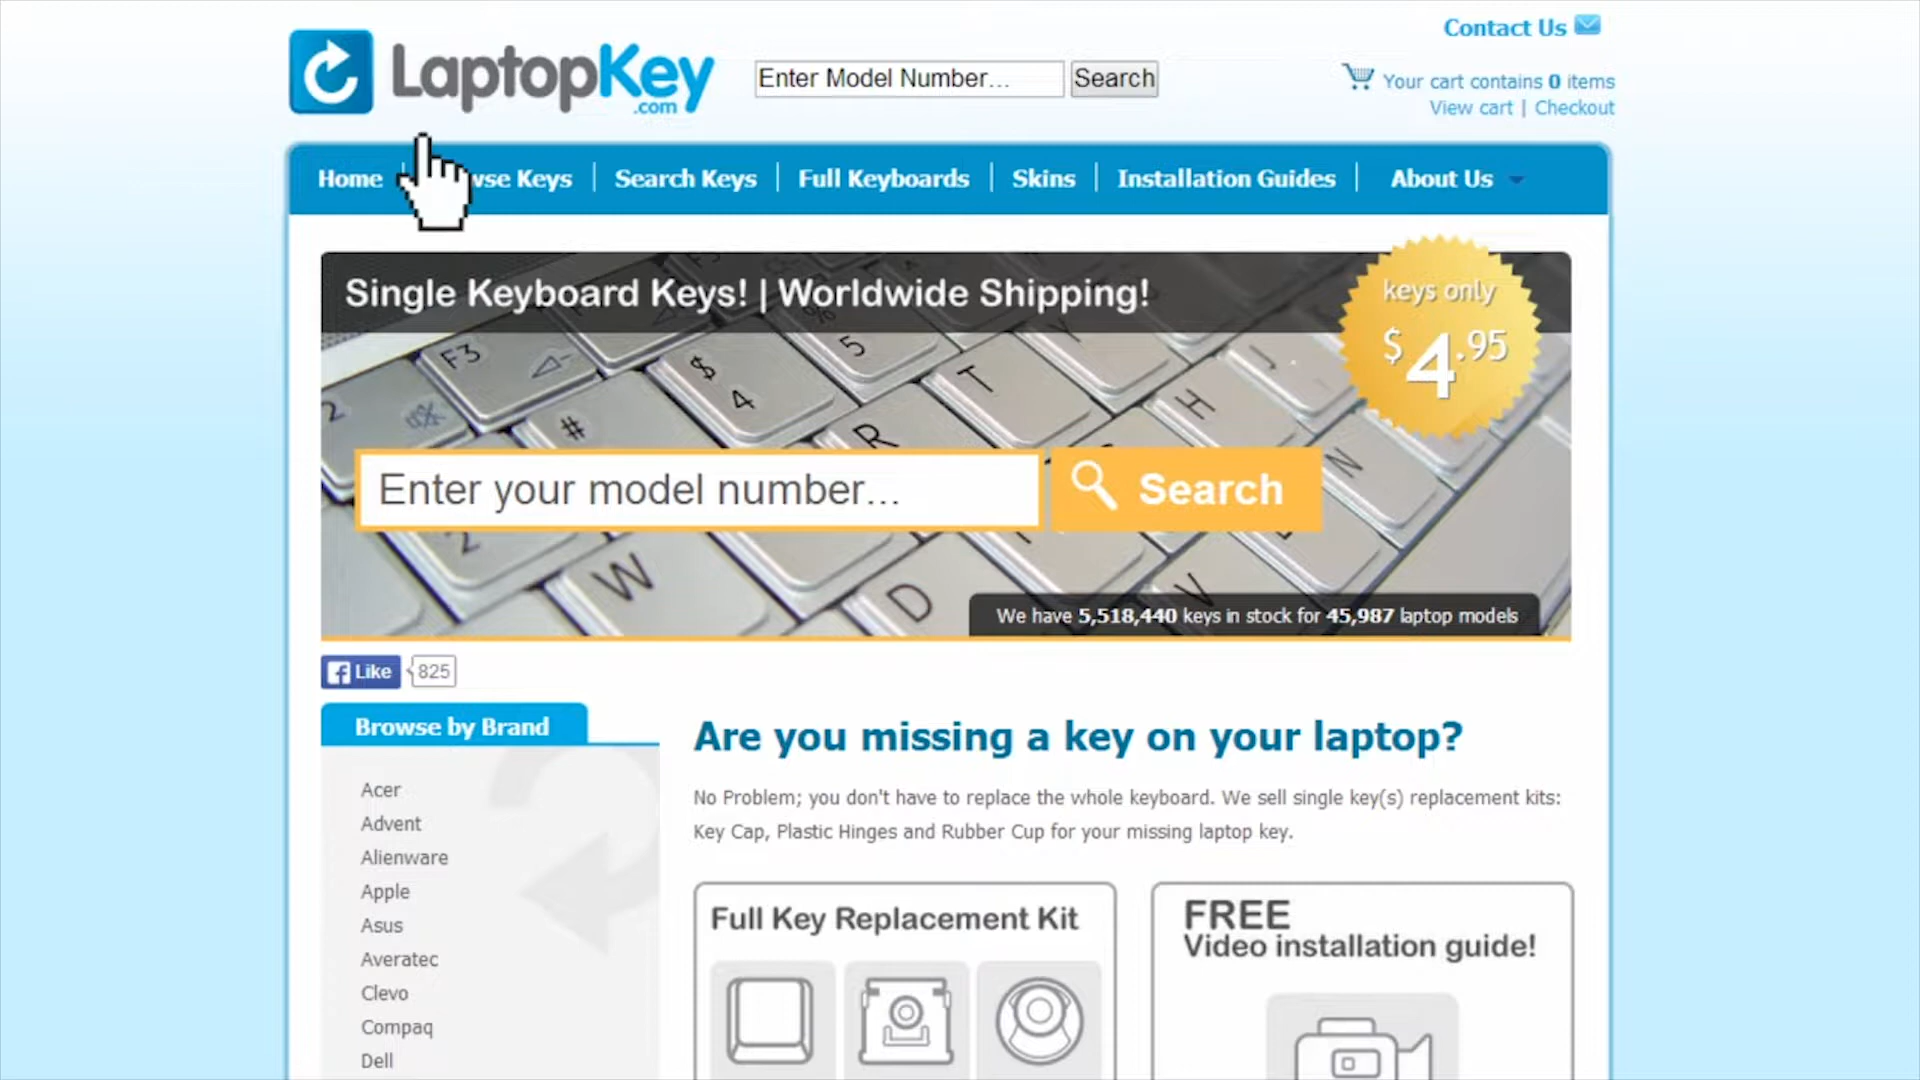 Contact Us
LaptopKey
.com
Enter Model Number...
Search
Your cart contains 0 items
View cart | Checkout
Home
Keys
Search Keys
Full Keyboards
Skins
Installation Guides
About Us
Single Keyboard Keys! | Worldwide Shipping!
keys only
$4.95
F3
$
4
5
%
2
#
R
T
H
N
Enter your model number...
Search
W
D
V
We have 5,518,440 keys in stock for 45,987 laptop models
Like
825
Browse by Brand
Are you missing a key on your laptop?
No Problem; you don't have to replace the whole keyboard. We sell single key(s) replacement kits:
Key Cap, Plastic Hinges and Rubber Cup for your missing laptop key.
Acer
Advent
Alienware
Apple
Asus
Averatec
Clevo
Compaq
Dell
Full Key Replacement Kit
FREE
Video installation guide!